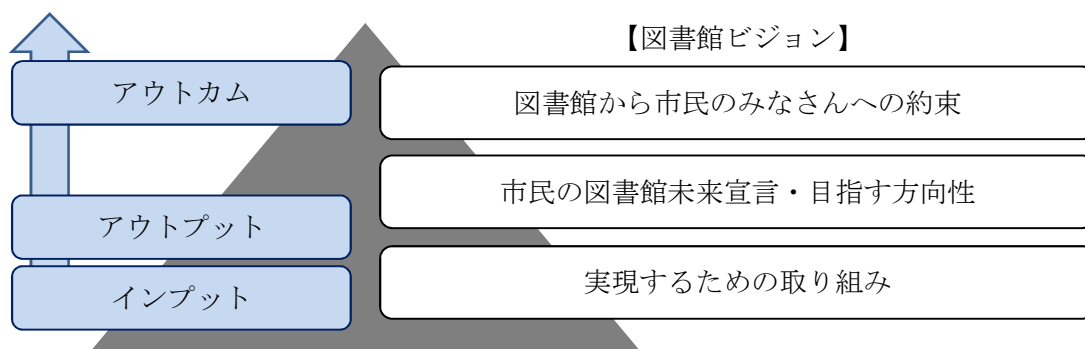 【図書館ビジョン】
アウトカム
図書館から市民のみなさんへの約束
市民の図書館未来宣言・目指す方向性
アウトプット
実現するための取り組み
インプット